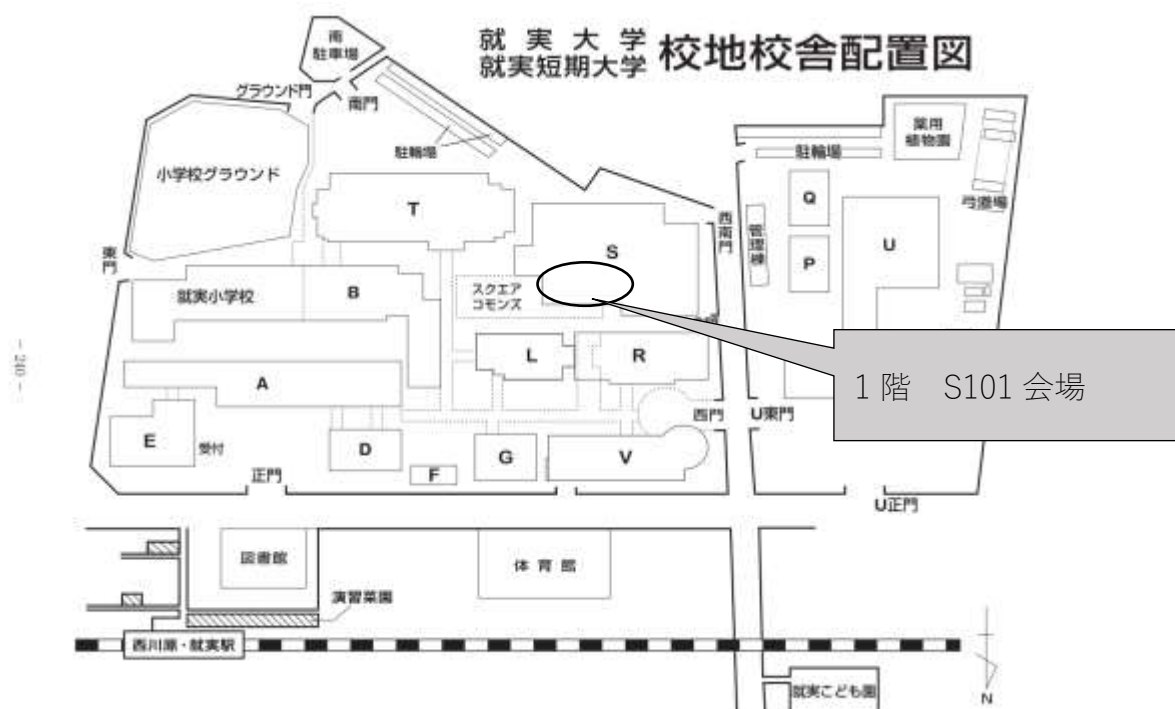 就実大学
就実短期大学
校地校舎配置図
南
駐車場
グラウンド門
南門
駐輪場
小学校グラウンド
T
東門
就実小学校
B
スクエア
コモンズ
S
西南門
管理棟
駐輪場
薬用
植物園
弓道場
Q
P
U
L
R
A
1階 S101会場
E
受付
D
F
G
V
西門
U東門
正門
U正門
図書館
体育館
演習菜園
西川原・就実駅
就実こども園
N
- 240 -